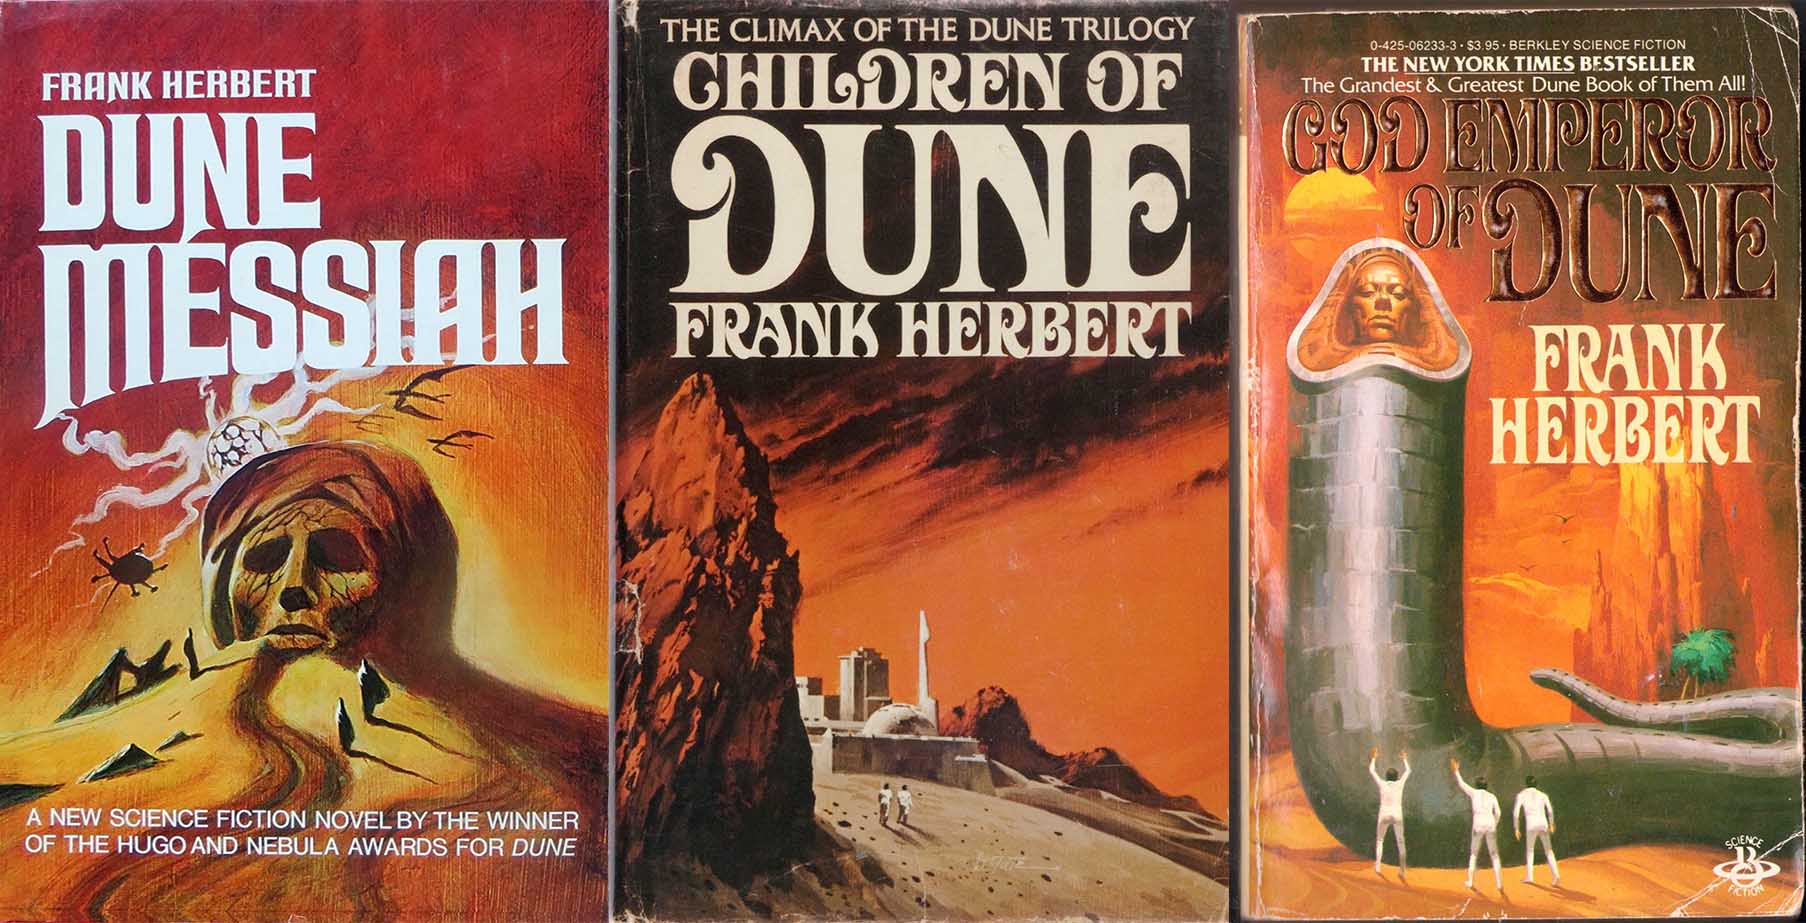 FRANK HERBERT
DUNE
MESSIAH
A NEW SCIENCE FICTION NOVEL BY THE WINNER
OF THE HUGO AND NEBULA AWARDS FOR DUNE
THE CLIMAX OF THE DUNE TRILOGY
CHILDREN OF
DUNE
FRANK HERBERT
0-425-06233-3 • $3.95 • BERKLEY SCIENCE FICTION
THE NEW YORK TIMES BESTSELLER
The Grandest & Greatest Dune Book of Them All!
GOD EMPEROR
OF DUNE
FRANK
HERBERT
SCIENCE
B
FICTION